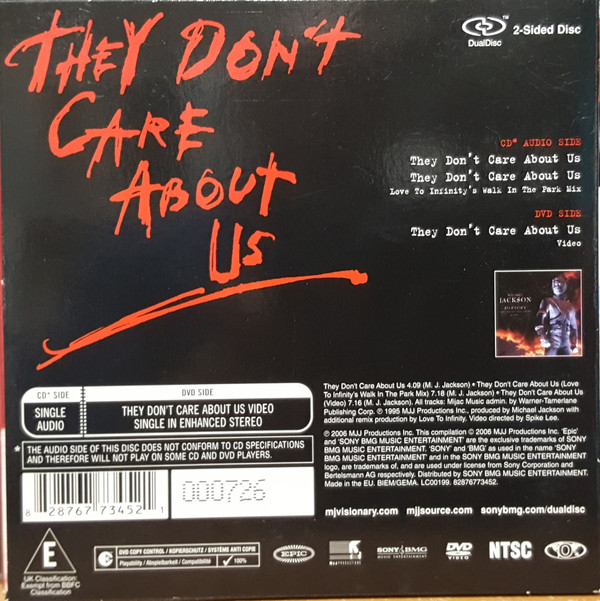 THEY DON'T
CARE
ABOUT
US
DualDisc
TM
2-Sided Disc
CD* AUDIO SIDE
They Don't Care About Us
They Don't Care About Us
Love To Infinity's Walk In The Park Mix
DVD SIDE
They Don't Care About Us
Video
JACKSON
They Don't Care About Us 4.09 (M. J. Jackson) • They Don't Care About Us (Love
To Infinity's Walk In The Park Mix) 7.18 (M. J. Jackson) • They Don't Care About Us
(Video) 7.16 (M. J. Jackson). All tracks: Mijac Music admin. by Warner-Tamerlane
Publishing Corp. ℗ 1995 MJJ Productions Inc., produced by Michael Jackson with
additional remix production by Love To Infinity. Video directed by Spike Lee.
℗ 2006 MJJ Productions Inc. This compilation © 2006 MJJ Productions Inc. 'Epic'
and 'SONY BMG MUSIC ENTERTAINMENT' are the exclusive trademarks of SONY
BMG MUSIC ENTERTAINMENT. 'SONY' and 'BMG' as used in the name 'SONY
BMG MUSIC ENTERTAINMENT' and in the SONY BMG MUSIC ENTERTAINMENT
logo, are trademarks of, and are used under license from Sony Corporation and
Bertelsmann AG respectively. Distributed by SONY BMG MUSIC ENTERTAINMENT.
Made in the EU. BIEM/GEMA. LC00199. 82876773452.
CD* SIDE
DVD SIDE
SINGLE
AUDIO
THEY DON'T CARE ABOUT US VIDEO
SINGLE IN ENHANCED STEREO
* THE AUDIO SIDE OF THIS DISC DOES NOT CONFORM TO CD SPECIFICATIONS
AND THEREFORE WILL NOT PLAY ON SOME CD AND DVD PLAYERS.
8 28767 73452 1
000726
mjvisionary.com mjjsource.com sonybmg.com/dualdisc
E
UK Classification:
Exempt from BBFC
Classification
DVD COPY CONTROL / KOPIERSCHUTZ / SYSTÈME ANTI COPIE
Playability / Abspielbarkeit / Compatibility
100%
EPIC
MJJ PRODUCTIONS
SONY BMG
MUSIC ENTERTAINMENT
DVD
VIDEO
NTSC